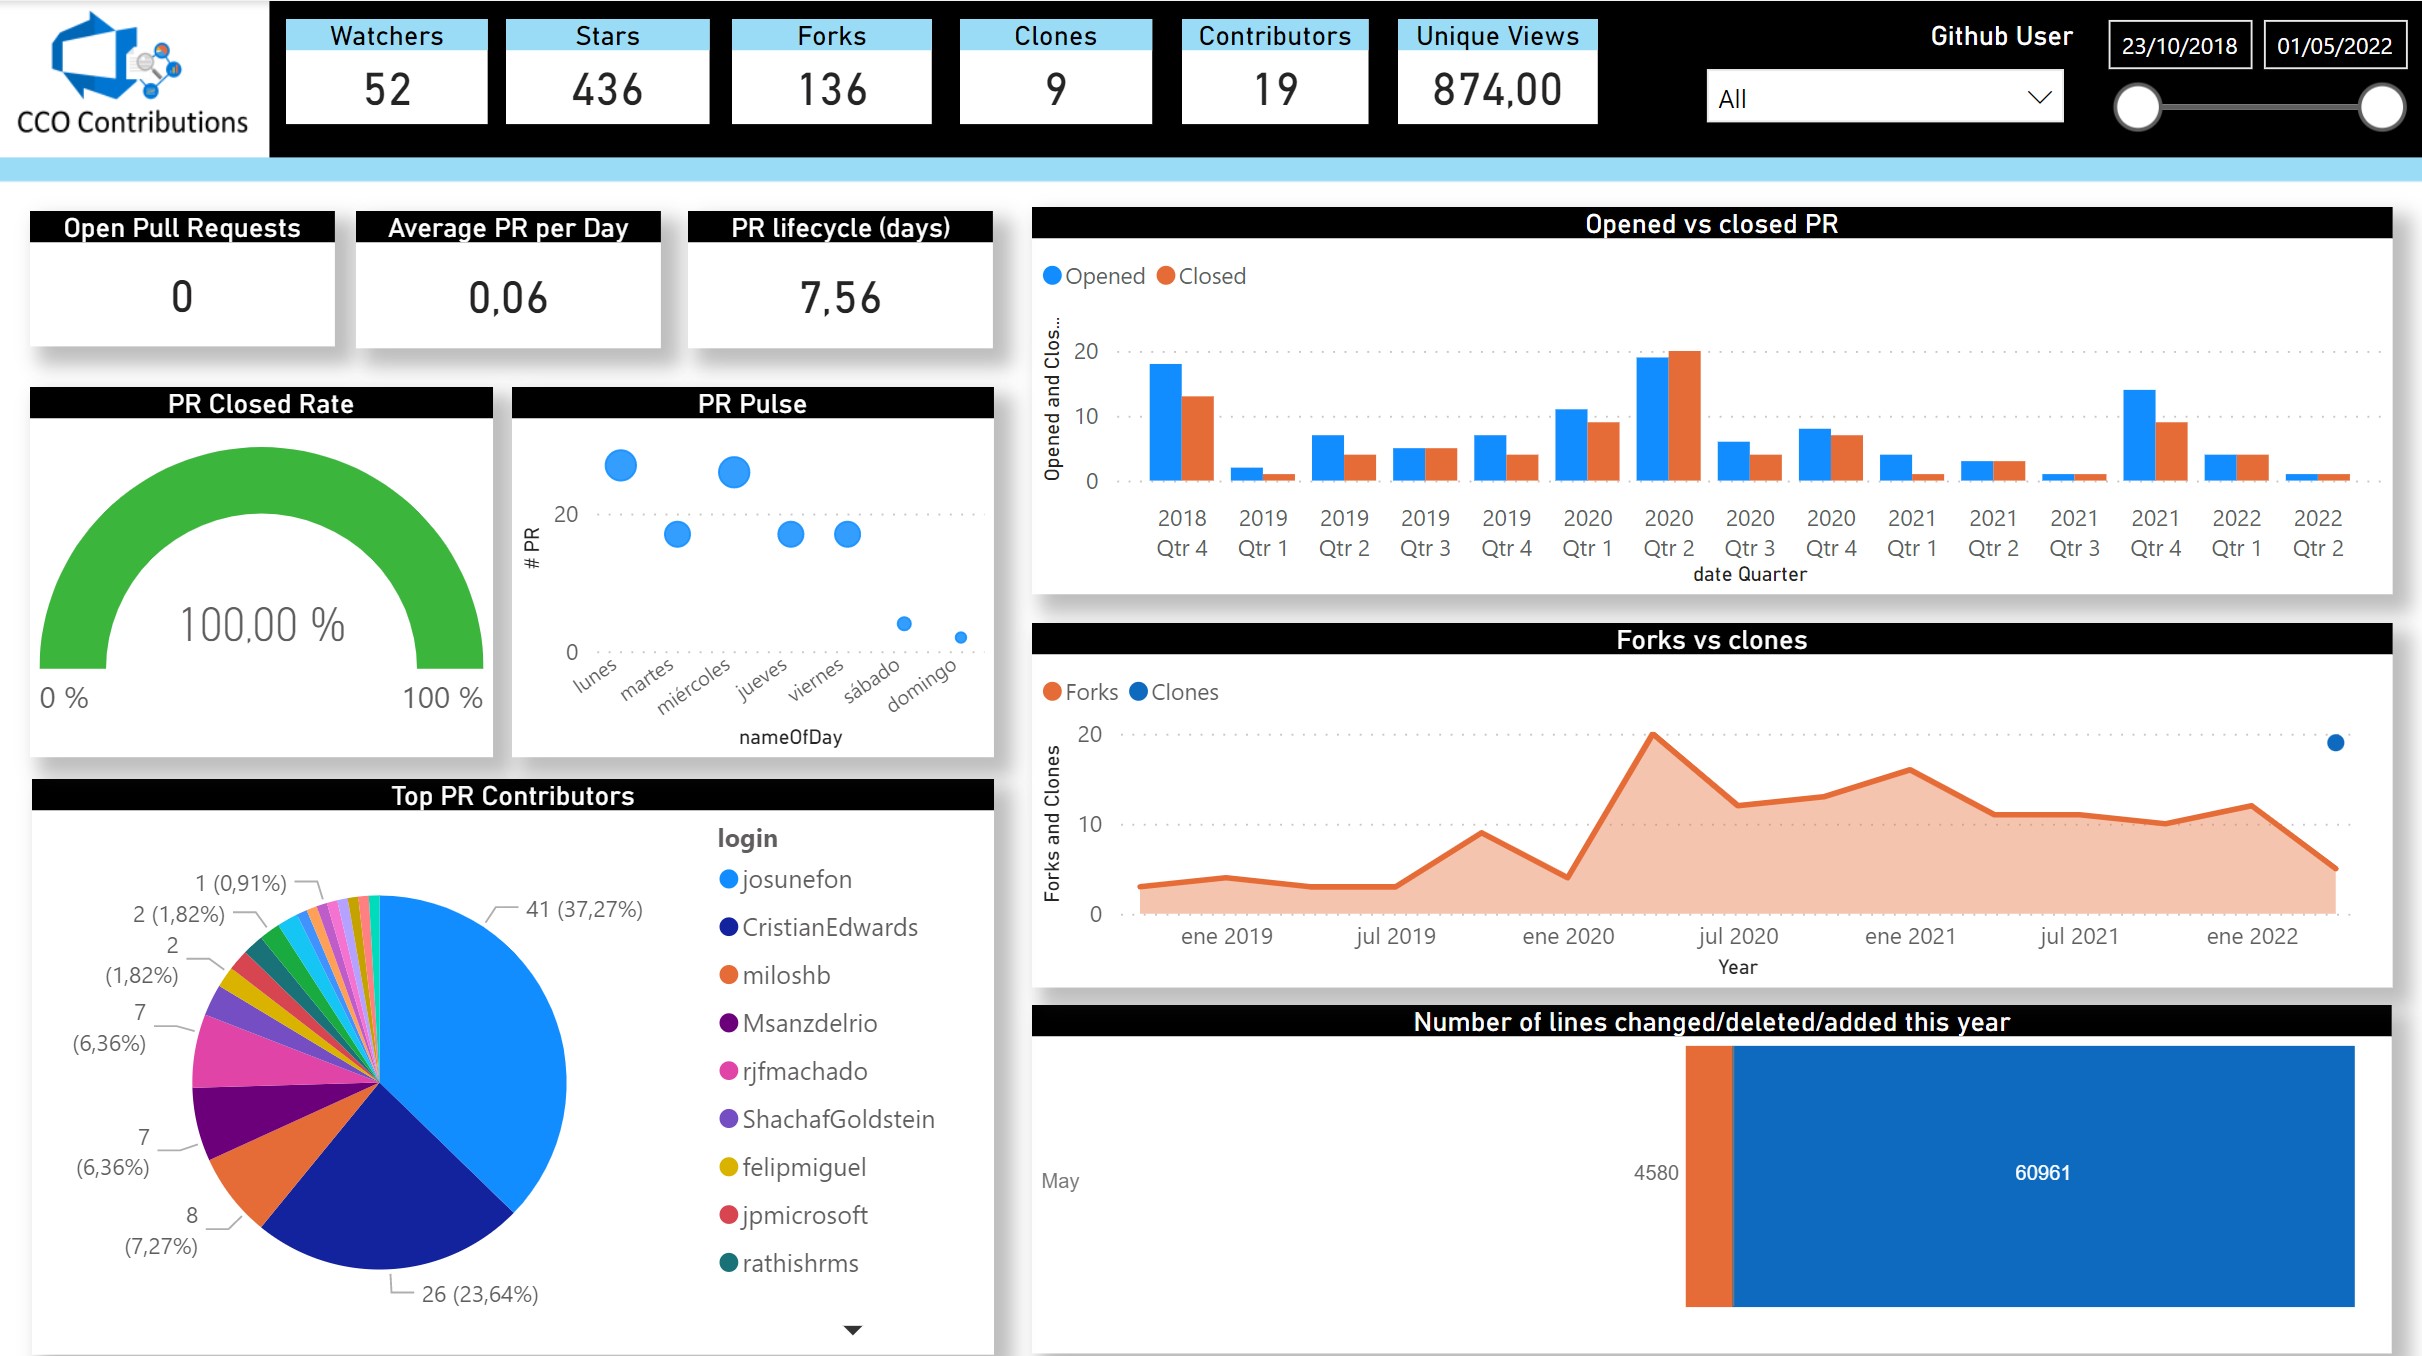 CCO Contributions
Watchers
52
Stars
436
Forks
136
Clones
9
Contributors
19
Unique Views
874,00
Github User
All
23/10/2018
01/05/2022
Open Pull Requests
0
Average PR per Day
0,06
PR lifecycle (days)
7,56
PR Closed Rate
100,00 %
0 %
100 %
PR Pulse
# PR
20
0
lunes
martes
miércoles
jueves
viernes
sábado
domingo
nameOfDay
Top PR Contributors
1 (0,91%)
2 (1,82%)
2
(1,82%)
7
(6,36%)
7
(6,36%)
8
(7,27%)
26 (23,64%)
41 (37,27%)
login
josunefon
CristianEdwards
miloshb
Msanzdelrio
rjfmachado
ShachafGoldstein
felipmiguel
jpmicrosoft
rathishrms
Opened vs closed PR
Opened
Closed
Opened and Clos...
20
10
0
2018
Qtr 4
2019
Qtr 1
2019
Qtr 2
2019
Qtr 3
2019
Qtr 4
2020
Qtr 1
2020
Qtr 2
2020
Qtr 3
2020
Qtr 4
2021
Qtr 1
2021
Qtr 2
2021
Qtr 3
2021
Qtr 4
2022
Qtr 1
2022
Qtr 2
date Quarter
Forks vs clones
Forks
Clones
Forks and Clones
20
10
0
ene 2019
jul 2019
ene 2020
jul 2020
ene 2021
jul 2021
ene 2022
Year
Number of lines changed/deleted/added this year
May
4580
60961